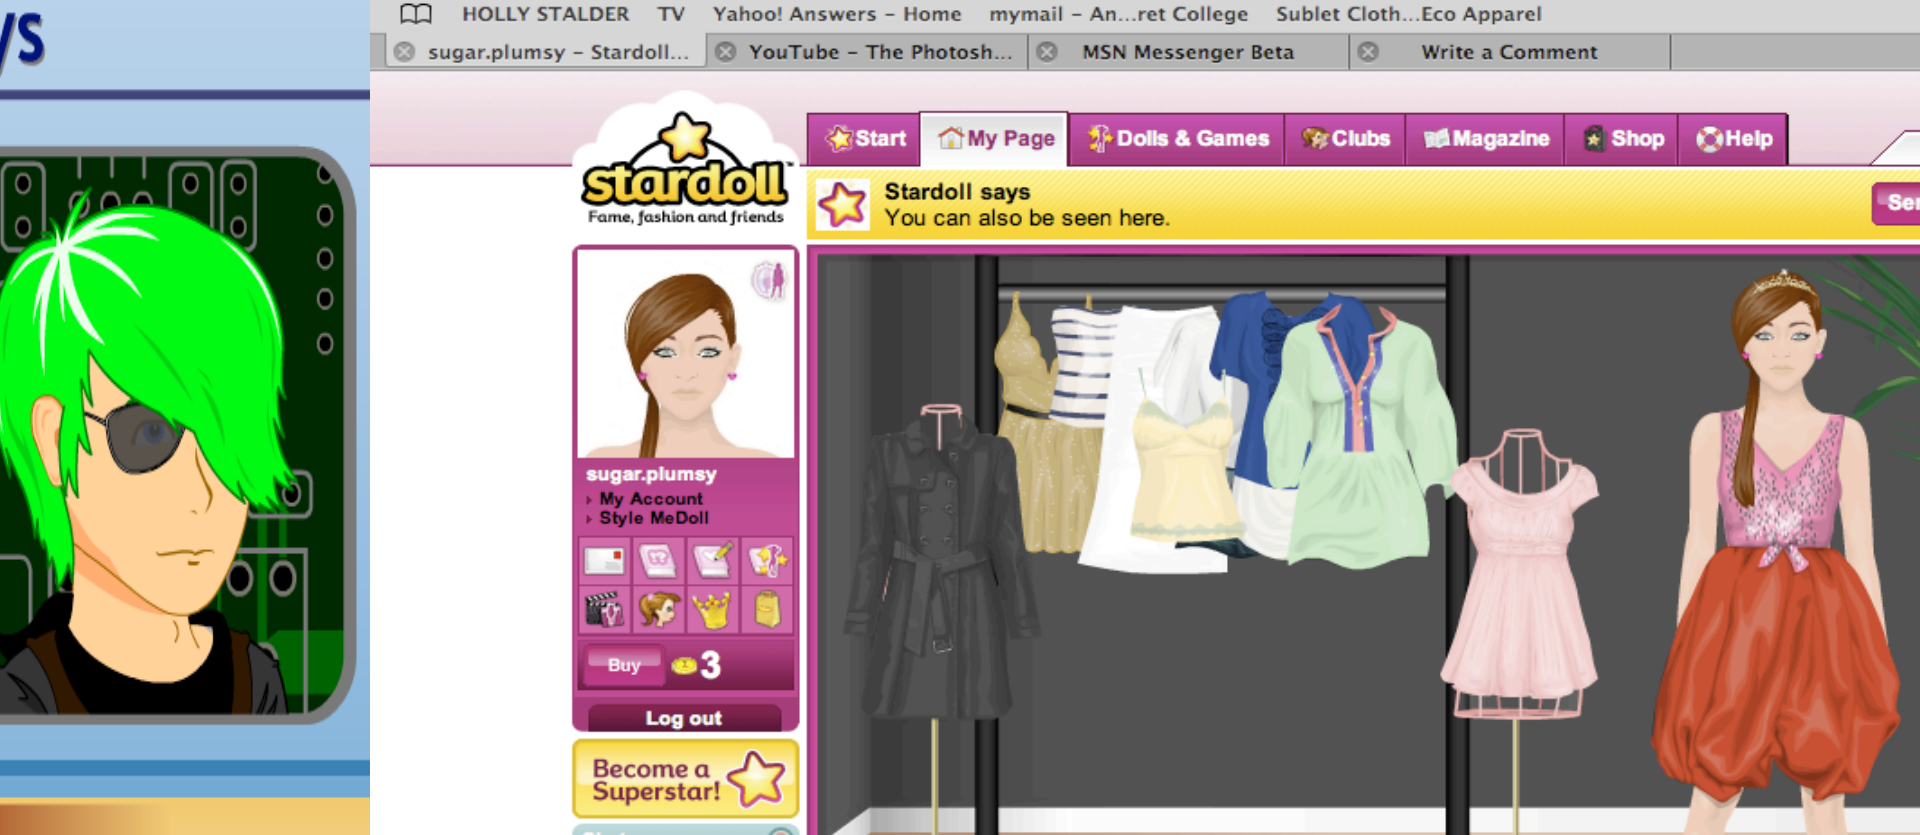 HOLLY STALDER TV Yahoo! Answers – Home mymail – An...ret College Sublet Cloth...Eco Apparel
sugar.plumsy – Stardoll... YouTube – The Photosh... MSN Messenger Beta Write a Comment
stardoll™
Fame, fashion and friends
Start My Page Dolls & Games Clubs Magazine Shop Help
Stardoll says
You can also be seen here.
sugar.plumsy
My Account
Style MeDoll
Buy 3
Log out
Become a
Superstar!